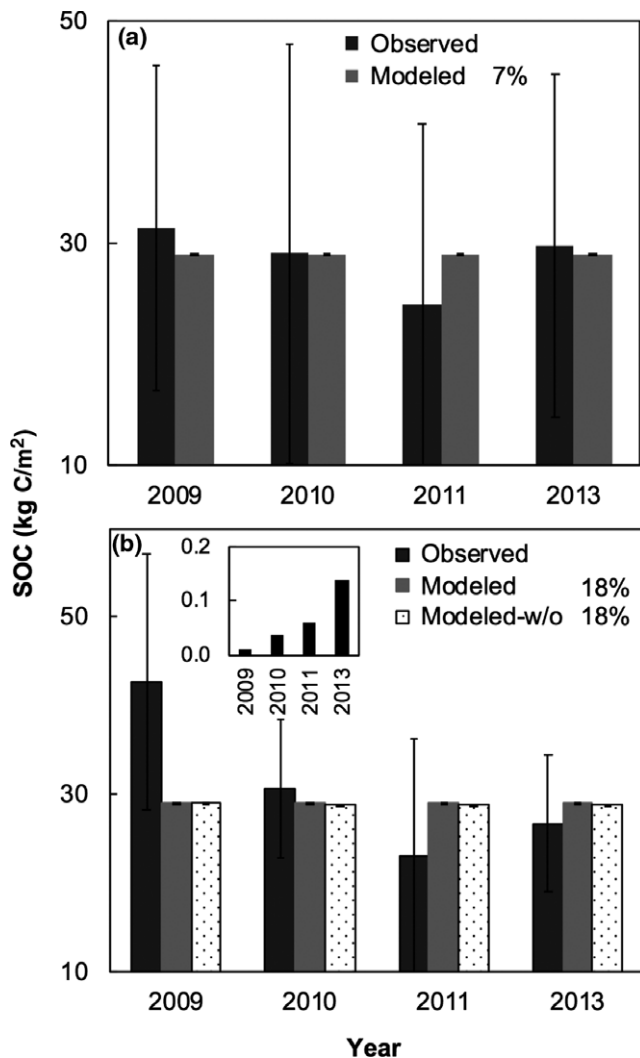 (a)
50
30
10
Observed
Modeled 7%
2009 2010 2011 2013
SOC (kg C/m²)
(b)
50
30
10
0.2
0.1
0.0
2009 2010 2011 2013
Observed
Modeled 18%
Modeled-w/o 18%
2009 2010 2011 2013
Year